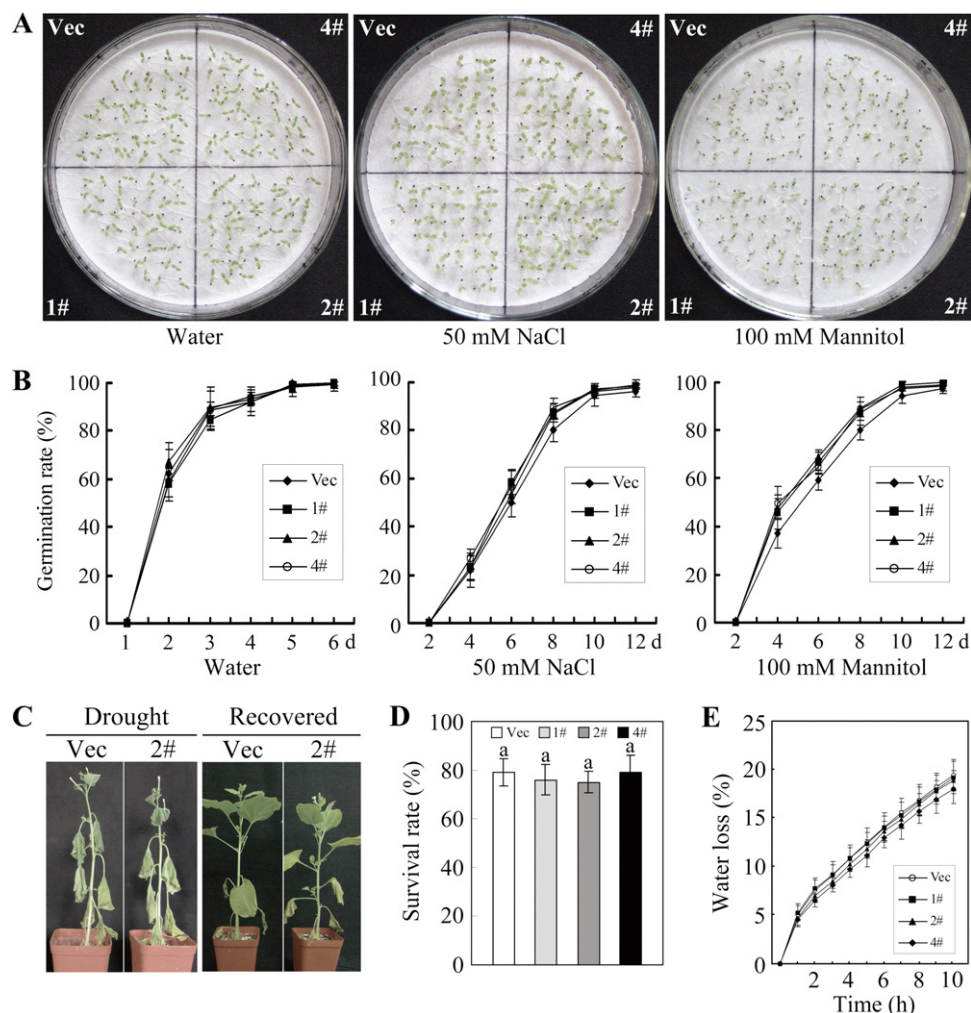 A
Vec 4#
1# 2#
Water
Vec 4#
1# 2#
50 mM NaCl
Vec 4#
1# 2#
100 mM Mannitol
B
Germination rate (%)
100
80
60
40
20
0
1 2 3 4 5 6 d
Water
Vec
1#
2#
4#
100
80
60
40
20
0
2 4 6 8 10 12 d
50 mM NaCl
Vec
1#
2#
4#
100
80
60
40
20
0
2 4 6 8 10 12 d
100 mM Mannitol
Vec
1#
2#
4#
C
Drought Recovered
Vec 2# Vec 2#
D
Survival rate (%)
100
80
60
40
20
0
Vec 1# 2# 4#
a a a a
E
Water loss (%)
25
20
15
10
5
0
2 4 6 8 10
Time (h)
Vec
1#
2#
4#